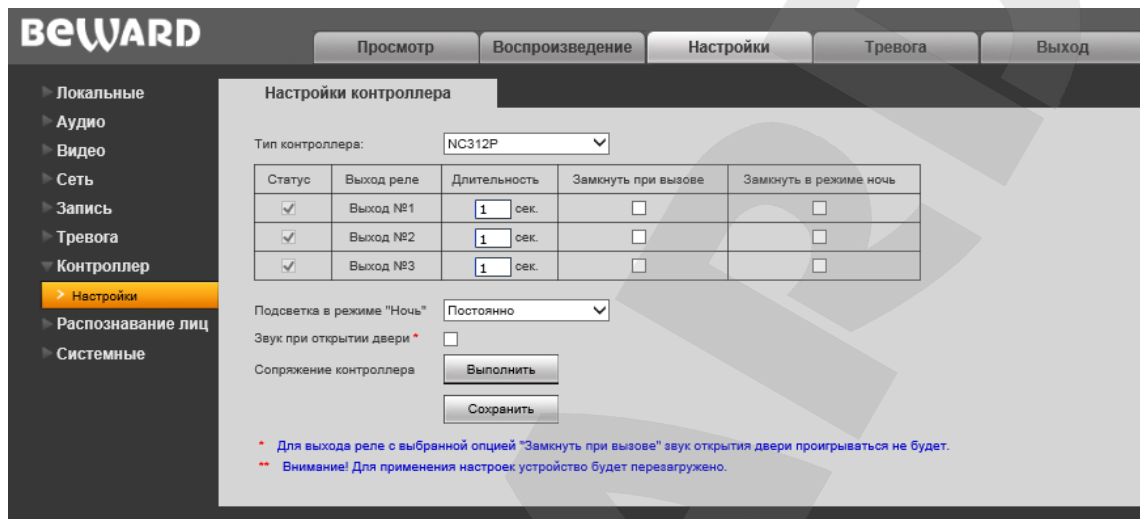 BEWARD
Просмотр Воспроизведение Настройки Тревога Выход
Локальные
Аудио
Видео
Сеть
Запись
Тревога
Контроллер
Настройки
Распознавание лиц
Системные
Настройки контроллера
Тип контроллера: NC312P
Статус Выход реле Длительность Замкнуть при вызове Замкнуть в режиме ночь
Выход №1 1 сек.
Выход №2 1 сек.
Выход №3 1 сек.
Подсветка в режиме "Ночь" Постоянно
Звук при открытии двери *
Сопряжение контроллера Выполнить
Сохранить
* Для выхода реле с выбранной опцией "Замкнуть при вызове" звук открытия двери проигрываться не будет.
** Внимание! Для применения настроек устройство будет перезагружено.